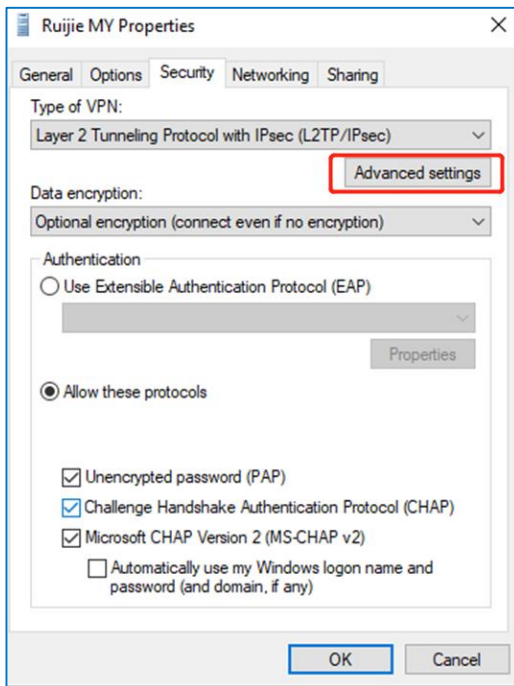 Ruijie MY Properties
General Options Security Networking Sharing
Type of VPN:
Layer 2 Tunneling Protocol with IPsec (L2TP/IPsec)
Advanced settings
Data encryption:
Optional encryption (connect even if no encryption)
Authentication
Use Extensible Authentication Protocol (EAP)
Properties
Allow these protocols
Unencrypted password (PAP)
Challenge Handshake Authentication Protocol (CHAP)
Microsoft CHAP Version 2 (MS-CHAP v2)
Automatically use my Windows logon name and
password (and domain, if any)
OK Cancel